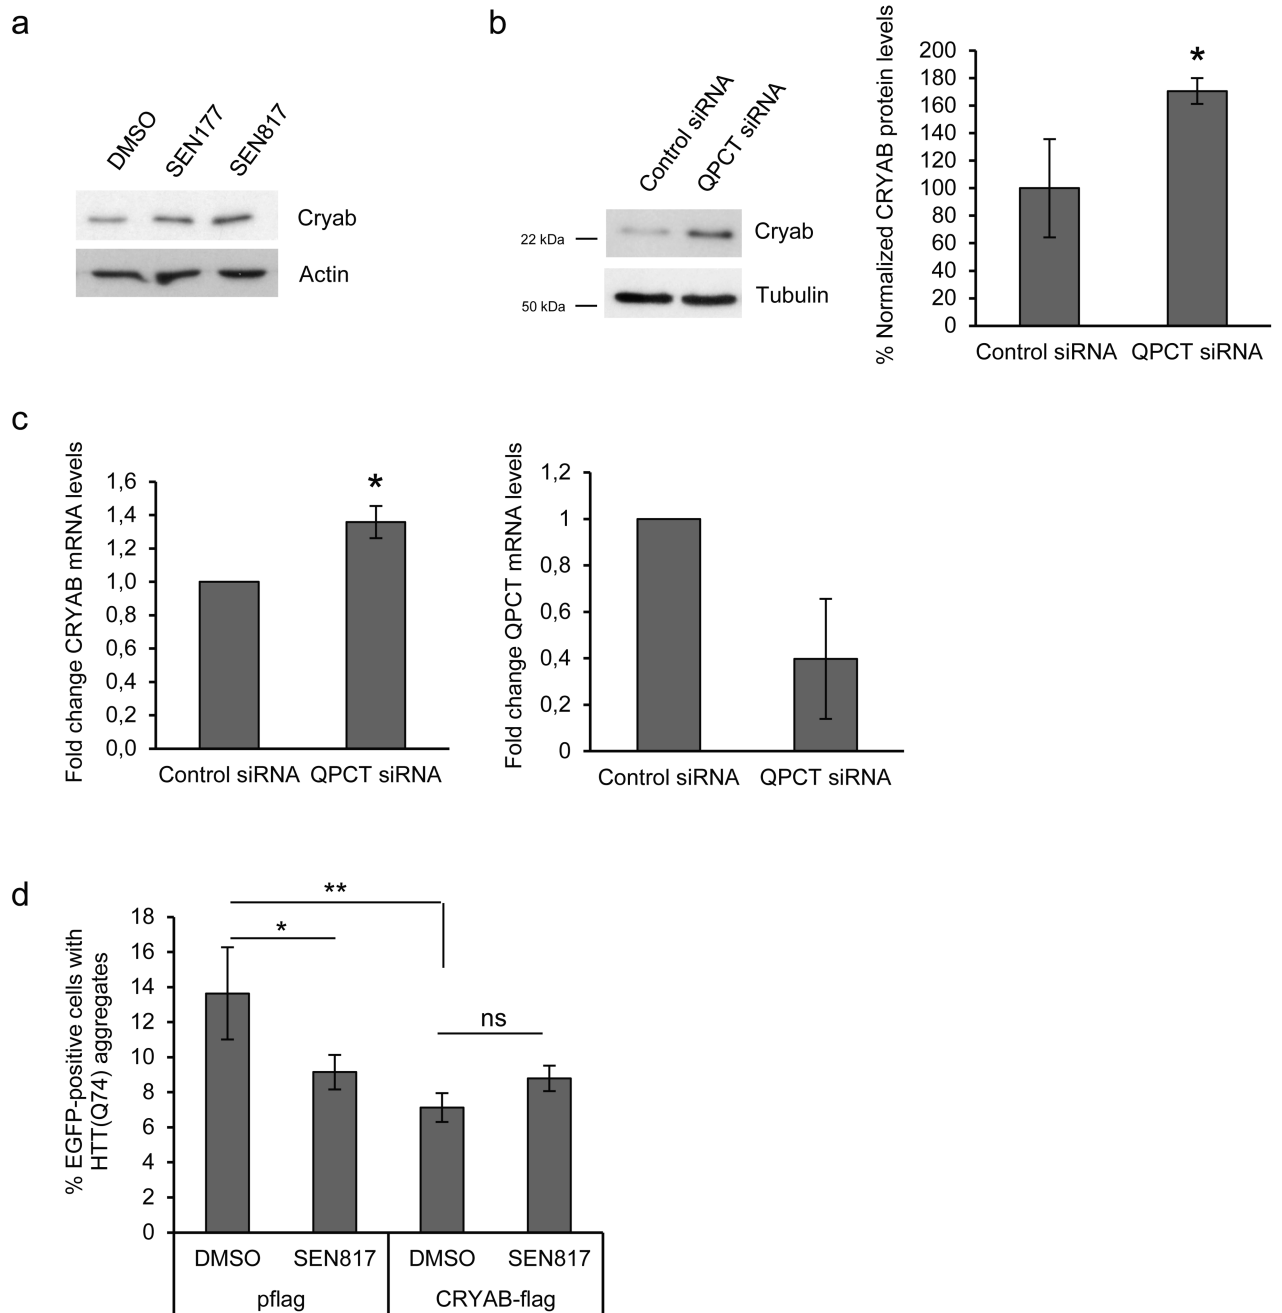 a
DMSO
SEN177
SEN817
Cryab
Actin
b
Control siRNA
QPCT siRNA
22 kDa
Cryab
50 kDa
Tubulin
% Normalized CRYAB protein levels
200
180
160
140
120
100
80
60
40
20
0
*
Control siRNA
QPCT siRNA
c
Fold change CRYAB mRNA levels
1,6
1,4
1,2
1,0
0,8
0,6
0,4
0,2
0,0
*
Control siRNA
QPCT siRNA
Fold change QPCT mRNA levels
1,2
1
0,8
0,6
0,4
0,2
0
Control siRNA
QPCT siRNA
d
% EGFP-positive cells with
HTT(Q74) aggregates
18
16
14
12
10
8
6
4
2
0
**
*
ns
DMSO
SEN817
DMSO
SEN817
pflag
CRYAB-flag